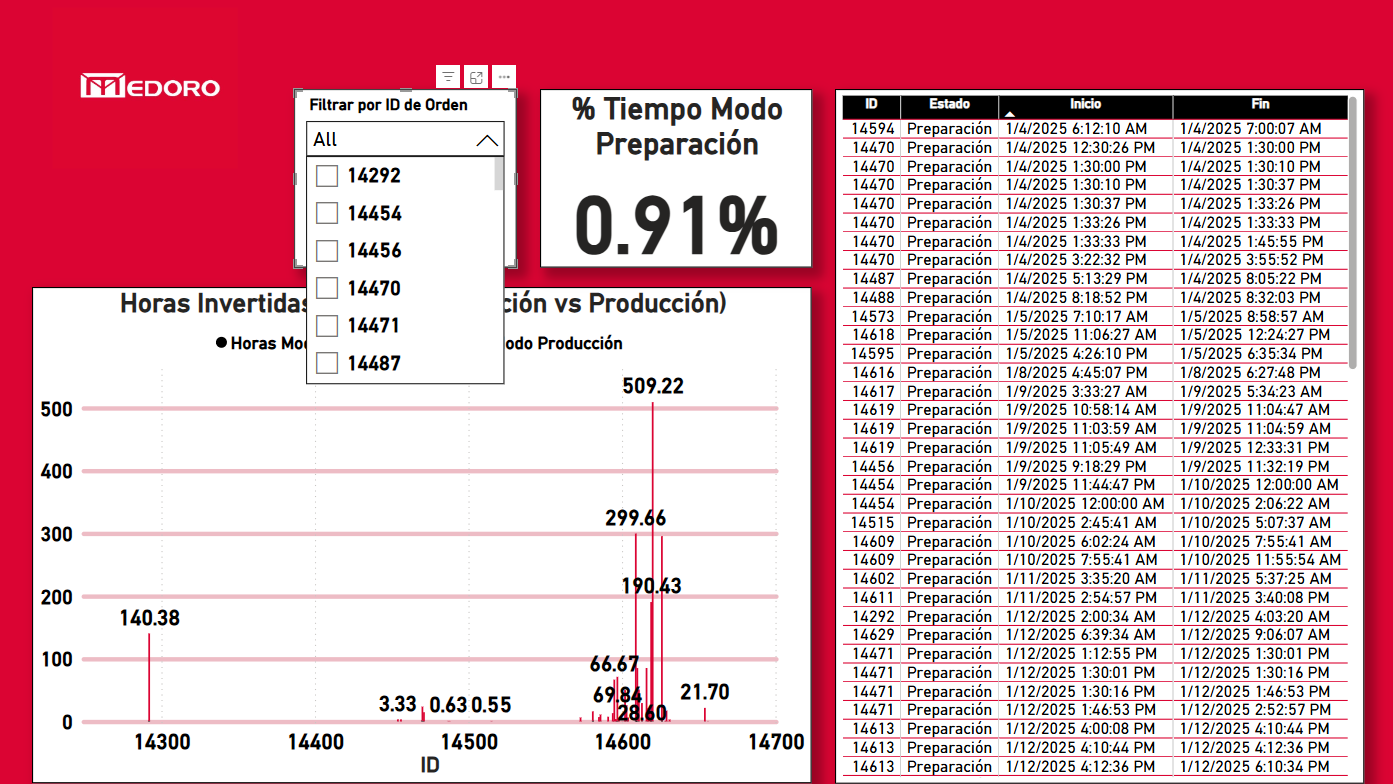 MEDORO
Filtrar por ID de Orden
All
14292
14454
14456
14470
14471
14487
% Tiempo Modo
Preparación
0.91%
Horas Invertidas ción vs Producción)
Horas Mod odo Producción
500
400
300
200
100
0
509.22
299.66
190.43
140.38
66.67
69.84
28.60
3.33
0.63
0.55
21.70
14300
14400
14500
14600
14700
ID
ID Estado Inicio Fin
14594 Preparación 1/4/2025 6:12:10 AM 1/4/2025 7:00:07 AM
14470 Preparación 1/4/2025 12:30:26 PM 1/4/2025 1:30:00 PM
14470 Preparación 1/4/2025 1:30:00 PM 1/4/2025 1:30:10 PM
14470 Preparación 1/4/2025 1:30:10 PM 1/4/2025 1:30:37 PM
14470 Preparación 1/4/2025 1:30:37 PM 1/4/2025 1:33:26 PM
14470 Preparación 1/4/2025 1:33:26 PM 1/4/2025 1:33:33 PM
14470 Preparación 1/4/2025 1:33:33 PM 1/4/2025 1:45:55 PM
14470 Preparación 1/4/2025 3:22:32 PM 1/4/2025 3:55:52 PM
14487 Preparación 1/4/2025 5:13:29 PM 1/4/2025 8:05:22 PM
14488 Preparación 1/4/2025 8:18:52 PM 1/4/2025 8:32:03 PM
14573 Preparación 1/5/2025 7:10:17 AM 1/5/2025 8:58:57 AM
14618 Preparación 1/5/2025 11:06:27 AM 1/5/2025 12:24:27 PM
14595 Preparación 1/5/2025 4:26:10 PM 1/5/2025 6:35:34 PM
14616 Preparación 1/8/2025 4:45:07 PM 1/8/2025 6:27:48 PM
14617 Preparación 1/9/2025 3:33:27 AM 1/9/2025 5:34:23 AM
14619 Preparación 1/9/2025 10:58:14 AM 1/9/2025 11:04:47 AM
14619 Preparación 1/9/2025 11:03:59 AM 1/9/2025 11:04:59 AM
14619 Preparación 1/9/2025 11:05:49 AM 1/9/2025 12:33:31 PM
14456 Preparación 1/9/2025 9:18:29 PM 1/9/2025 11:32:19 PM
14454 Preparación 1/9/2025 11:44:47 PM 1/10/2025 12:00:00 AM
14454 Preparación 1/10/2025 12:00:00 AM 1/10/2025 2:06:22 AM
14515 Preparación 1/10/2025 2:45:41 AM 1/10/2025 5:07:37 AM
14609 Preparación 1/10/2025 6:02:24 AM 1/10/2025 7:55:41 AM
14609 Preparación 1/10/2025 7:55:41 AM 1/10/2025 11:55:54 AM
14602 Preparación 1/11/2025 3:35:20 AM 1/11/2025 5:37:25 AM
14611 Preparación 1/11/2025 2:54:57 PM 1/11/2025 3:40:08 PM
14292 Preparación 1/12/2025 2:00:34 AM 1/12/2025 4:03:20 AM
14629 Preparación 1/12/2025 6:39:34 AM 1/12/2025 9:06:07 AM
14471 Preparación 1/12/2025 1:12:55 PM 1/12/2025 1:30:01 PM
14471 Preparación 1/12/2025 1:30:01 PM 1/12/2025 1:30:16 PM
14471 Preparación 1/12/2025 1:30:16 PM 1/12/2025 1:46:53 PM
14471 Preparación 1/12/2025 1:46:53 PM 1/12/2025 2:52:57 PM
14613 Preparación 1/12/2025 4:00:08 PM 1/12/2025 4:10:44 PM
14613 Preparación 1/12/2025 4:10:44 PM 1/12/2025 4:12:36 PM
14613 Preparación 1/12/2025 4:12:36 PM 1/12/2025 6:10:34 PM